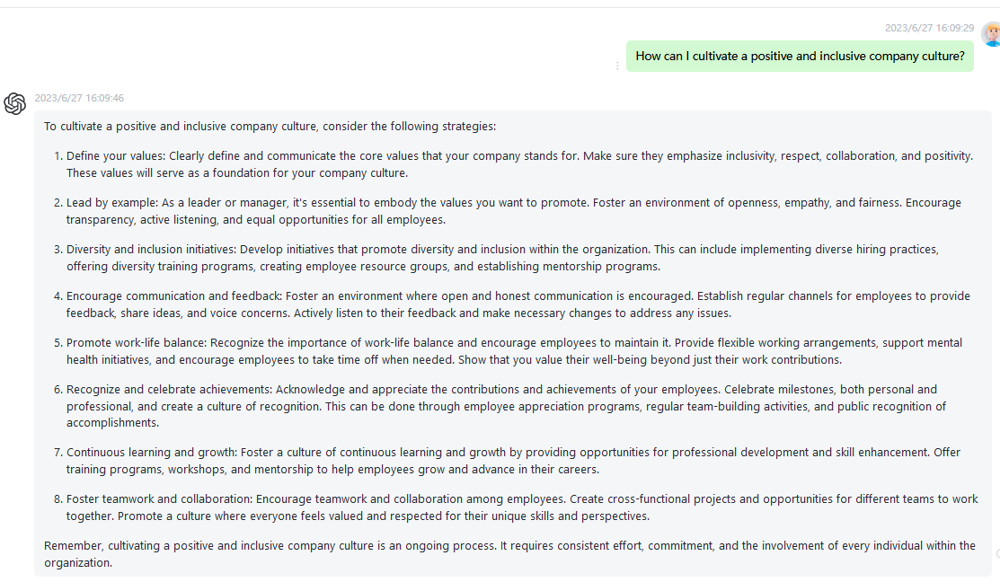 2023/6/27 16:09:29
How can I cultivate a positive and inclusive company culture?
2023/6/27 16:09:46
To cultivate a positive and inclusive company culture, consider the following strategies:
1. Define your values: Clearly define and communicate the core values that your company stands for. Make sure they emphasize inclusivity, respect, collaboration, and positivity.
These values will serve as a foundation for your company culture.
2. Lead by example: As a leader or manager, it's essential to embody the values you want to promote. Foster an environment of openness, empathy, and fairness. Encourage
transparency, active listening, and equal opportunities for all employees.
3. Diversity and inclusion initiatives: Develop initiatives that promote diversity and inclusion within the organization. This can include implementing diverse hiring practices,
offering diversity training programs, creating employee resource groups, and establishing mentorship programs.
4. Encourage communication and feedback: Foster an environment where open and honest communication is encouraged. Establish regular channels for employees to provide
feedback, share ideas, and voice concerns. Actively listen to their feedback and make necessary changes to address any issues.
5. Promote work-life balance: Recognize the importance of work-life balance and encourage employees to maintain it. Provide flexible working arrangements, support mental
health initiatives, and encourage employees to take time off when needed. Show that you value their well-being beyond just their work contributions.
6. Recognize and celebrate achievements: Acknowledge and appreciate the contributions and achievements of your employees. Celebrate milestones, both personal and
professional, and create a culture of recognition. This can be done through employee appreciation programs, regular team-building activities, and public recognition of
accomplishments.
7. Continuous learning and growth: Foster a culture of continuous learning and growth by providing opportunities for professional development and skill enhancement. Offer
training programs, workshops, and mentorship to help employees grow and advance in their careers.
8. Foster teamwork and collaboration: Encourage teamwork and collaboration among employees. Create cross-functional projects and opportunities for different teams to work
together. Promote a culture where everyone feels valued and respected for their unique skills and perspectives.
Remember, cultivating a positive and inclusive company culture is an ongoing process. It requires consistent effort, commitment, and the involvement of every individual within the
organization.